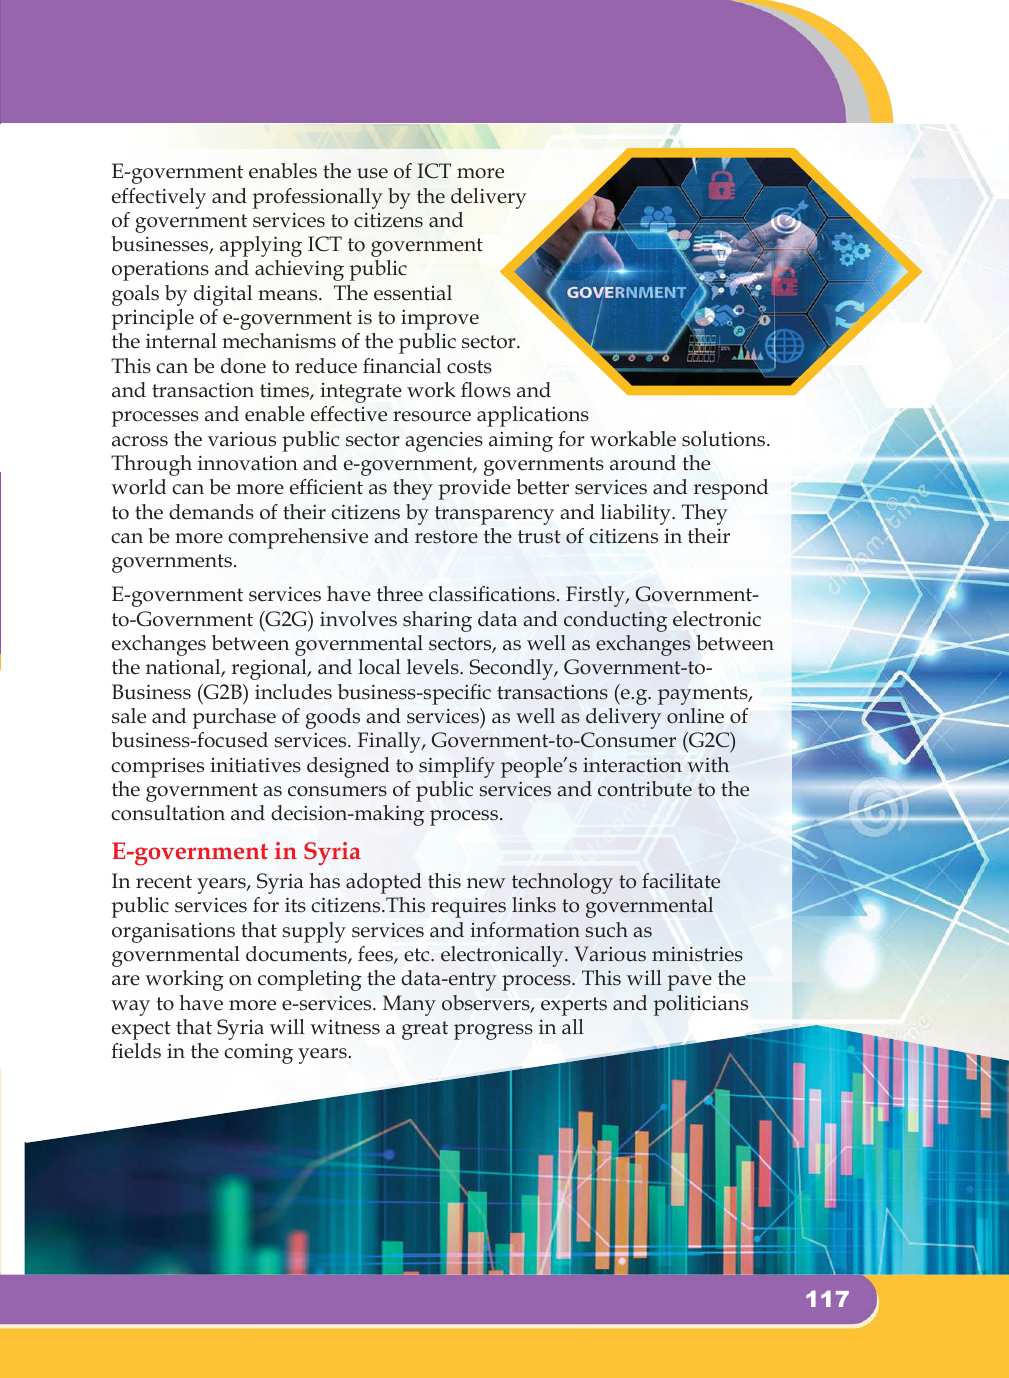 E-government enables the use of ICT more
effectively and professionally by the delivery
of government services to citizens and
businesses, applying ICT to government
operations and achieving public
goals by digital means.  The essential
principle of e-government is to improve
the internal mechanisms of the public sector.
This can be done to reduce financial costs
and transaction times, integrate work flows and
processes and enable effective resource applications
across the various public sector agencies aiming for workable solutions.
Through innovation and e-government, governments around the
world can be more efficient as they provide better services and respond
to the demands of their citizens by transparency and liability. They
can be more comprehensive and restore the trust of citizens in their
governments.
GOVERNMENT
E-government services have three classifications. Firstly, Government-
to-Government (G2G) involves sharing data and conducting electronic
exchanges between governmental sectors, as well as exchanges between
the national, regional, and local levels. Secondly, Government-to-
Business (G2B) includes business-specific transactions (e.g. payments,
sale and purchase of goods and services) as well as delivery online of
business-focused services. Finally, Government-to-Consumer (G2C)
comprises initiatives designed to simplify people’s interaction with
the government as consumers of public services and contribute to the
consultation and decision-making process.
E-government in Syria
In recent years, Syria has adopted this new technology to facilitate
public services for its citizens.This requires links to governmental
organisations that supply services and information such as
governmental documents, fees, etc. electronically. Various ministries
are working on completing the data-entry process. This will pave the
way to have more e-services. Many observers, experts and politicians
expect that Syria will witness a great progress in all
fields in the coming years.
117